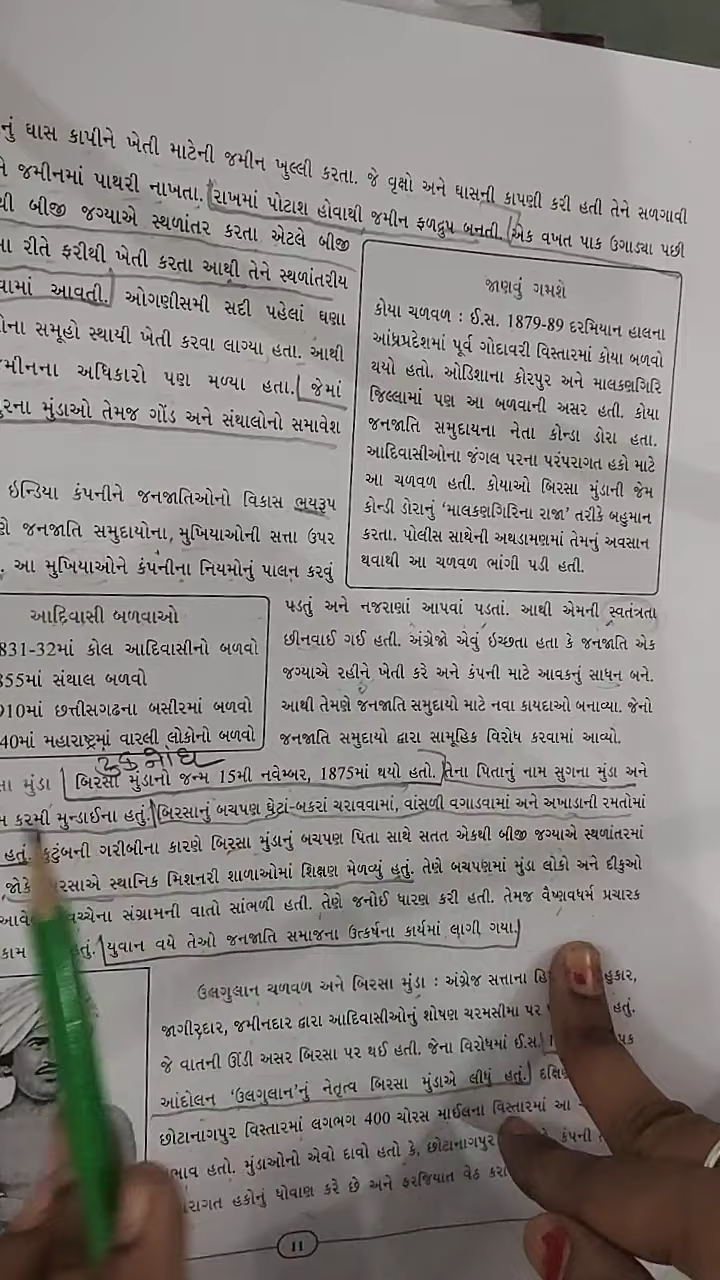 નું ઘાસ કાપીને ખેતી માટેની જમીન ખુલ્લી કરતા. જે વૃક્ષો અને ઘાસની કાપણી કરી હતી તેને સળગાવી
જમીનમાં પાથરી નાખતા. રાખમાં પોટાશ હોવાથી જમીન ફળદ્રુપ બનતી. એક વખત પાક ઉગાડ્યા પછી
થી બીજી જગ્યાએ સ્થળાંતર કરતા એટલે બીજી
રીતે ફરીથી ખેતી કરતા આથી તેને સ્થળાંતરીય
વામાં આવતી. ઓગણીસમી સદી પહેલાં ઘણા
ના સમૂહો સ્થાયી ખેતી કરવા લાગ્યા હતા. આથી
મીનના અધિકારો પણ મળ્યા હતા. જેમાં
રના મુંડાઓ તેમજ ગોંડ અને સંથાલોનો સમાવેશ
જાણવું ગમશે
કોયા ચળવળ : ઈ.સ. 1879-89 દરમિયાન હાલના
આંધ્રપ્રદેશમાં પૂર્વ ગોદાવરી વિસ્તારમાં કોયા બળવો
થયો હતો. ઓડિશાના કોરપુર અને માલકણગિરિ
જિલ્લામાં પણ આ બળવાની અસર હતી. કોયા
જનજાતિ સમુદાયના નેતા કોન્ડા ડોરા હતા.
આદિવાસીઓના જંગલ પરના પરંપરાગત હકો માટે
આ ચળવળ હતી. કોયાઓ બિરસા મુંડાની જેમ
કોન્ડી ડોરાનું ‘માલકણગિરિના રાજા’ તરીકે બહુમાન
કરતા. પોલીસ સાથેની અથડામણમાં તેમનું અવસાન
થવાથી આ ચળવળ ભાંગી પડી હતી.
ઇન્ડિયા કંપનીને જનજાતિઓનો વિકાસ ભયરૂપ
જનજાતિ સમુદાયોના, મુખિયાઓની સત્તા ઉપર
. આ મુખિયાઓને કંપનીના નિયમોનું પાલન કરવું
પડતું અને નજરાણાં આપવાં પડતાં. આથી એમની સ્વતંત્રતા
છીનવાઈ ગઈ હતી. અંગ્રેજો એવું ઇચ્છતા હતા કે જનજાતિ એક
જગ્યાએ રહીને ખેતી કરે અને કંપની માટે આવકનું સાધન બને.
આથી તેમણે જનજાતિ સમુદાયો માટે નવા કાયદાઓ બનાવ્યા. જેનો
જનજાતિ સમુદાયો દ્વારા સામૂહિક વિરોધ કરવામાં આવ્યો.
આદિવાસી બળવાઓ
831-32માં કોલ આદિવાસીનો બળવો
855માં સંથાલ બળવો
910માં છત્તીસગઢના બસીરમાં બળવો
40માં મહારાષ્ટ્રમાં વારલી લોકોનો બળવો
ટુંકનોંધ
સા મુંડા બિરસા મુંડાનો જન્મ 15મી નવેમ્બર, 1875માં થયો હતો. તેના પિતાનું નામ સુગના મુંડા અને
કરમી મુન્ડાઈના હતું. બિરસાનું બચપણ ઘેટાં-બકરાં ચરાવવામાં, વાંસળી વગાડવામાં અને અખાડાની રમતોમાં
હતું. કુટુંબની ગરીબીના કારણે બિરસા મુંડાનું બચપણ પિતા સાથે સતત એકથી બીજી જગ્યાએ સ્થળાંતરમાં
જોકે રસાએ સ્થાનિક મિશનરી શાળાઓમાં શિક્ષણ મેળવ્યું હતું. તેણે બચપણમાં મુંડા લોકો અને દીકુઓ
વચ્ચેના સંગ્રામની વાતો સાંભળી હતી. તેણે જનોઈ ધારણ કરી હતી. તેમજ વૈષ્ણવધર્મ પ્રચારક
કામ તું. યુવાન વયે તેઓ જનજાતિ સમાજના ઉત્કર્ષના કાર્યમાં લાગી ગયા.
ઉલગુલાન ચળવળ અને બિરસા મુંડા : અંગ્રેજ સત્તાના હુકાર,
જાગીરદાર, જમીનદાર દ્વારા આદિવાસીઓનું શોષણ ચરમસીમા પર હતું.
જે વાતની ઊંડી અસર બિરસા પર થઈ હતી. જેના વિરોધમાં ઈ.સ. પક
આંદોલન ‘ઉલગુલાન’નું નેતૃત્વ બિરસા મુંડાએ લીધું હતું.
છોટાનાગપુર વિસ્તારમાં લગભગ 400 ચોરસ માઈલના વિસ્તારમાં આ
ભાવ હતો. મુંડાઓનો એવો દાવો હતો કે, છોટાનાગપુર કંપની
રાગત હકોનું ધોવાણ કરે છે અને ફરજિયાત વેઠ
11